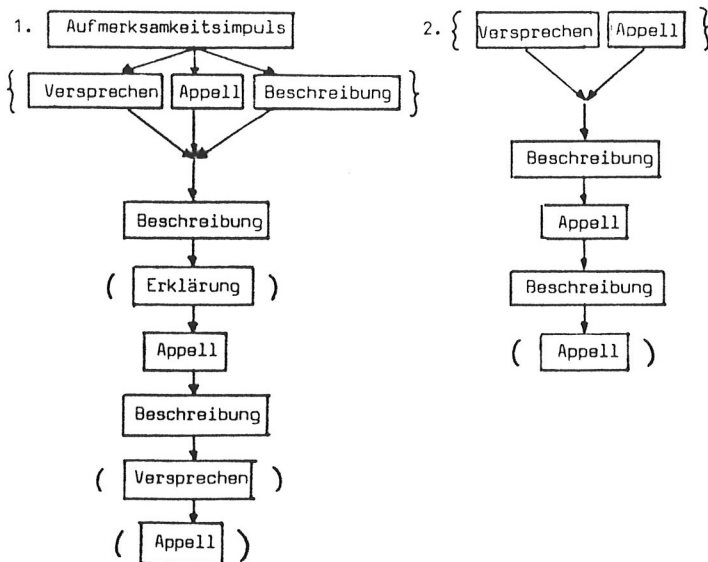 1. Aufmerksamkeitsimpuls
{ Versprechen Appell Beschreibung }
Beschreibung
( Erklärung )
Appell
Beschreibung
( Versprechen )
( Appell )
2. { Versprechen Appell }
Beschreibung
Appell
Beschreibung
( Appell )